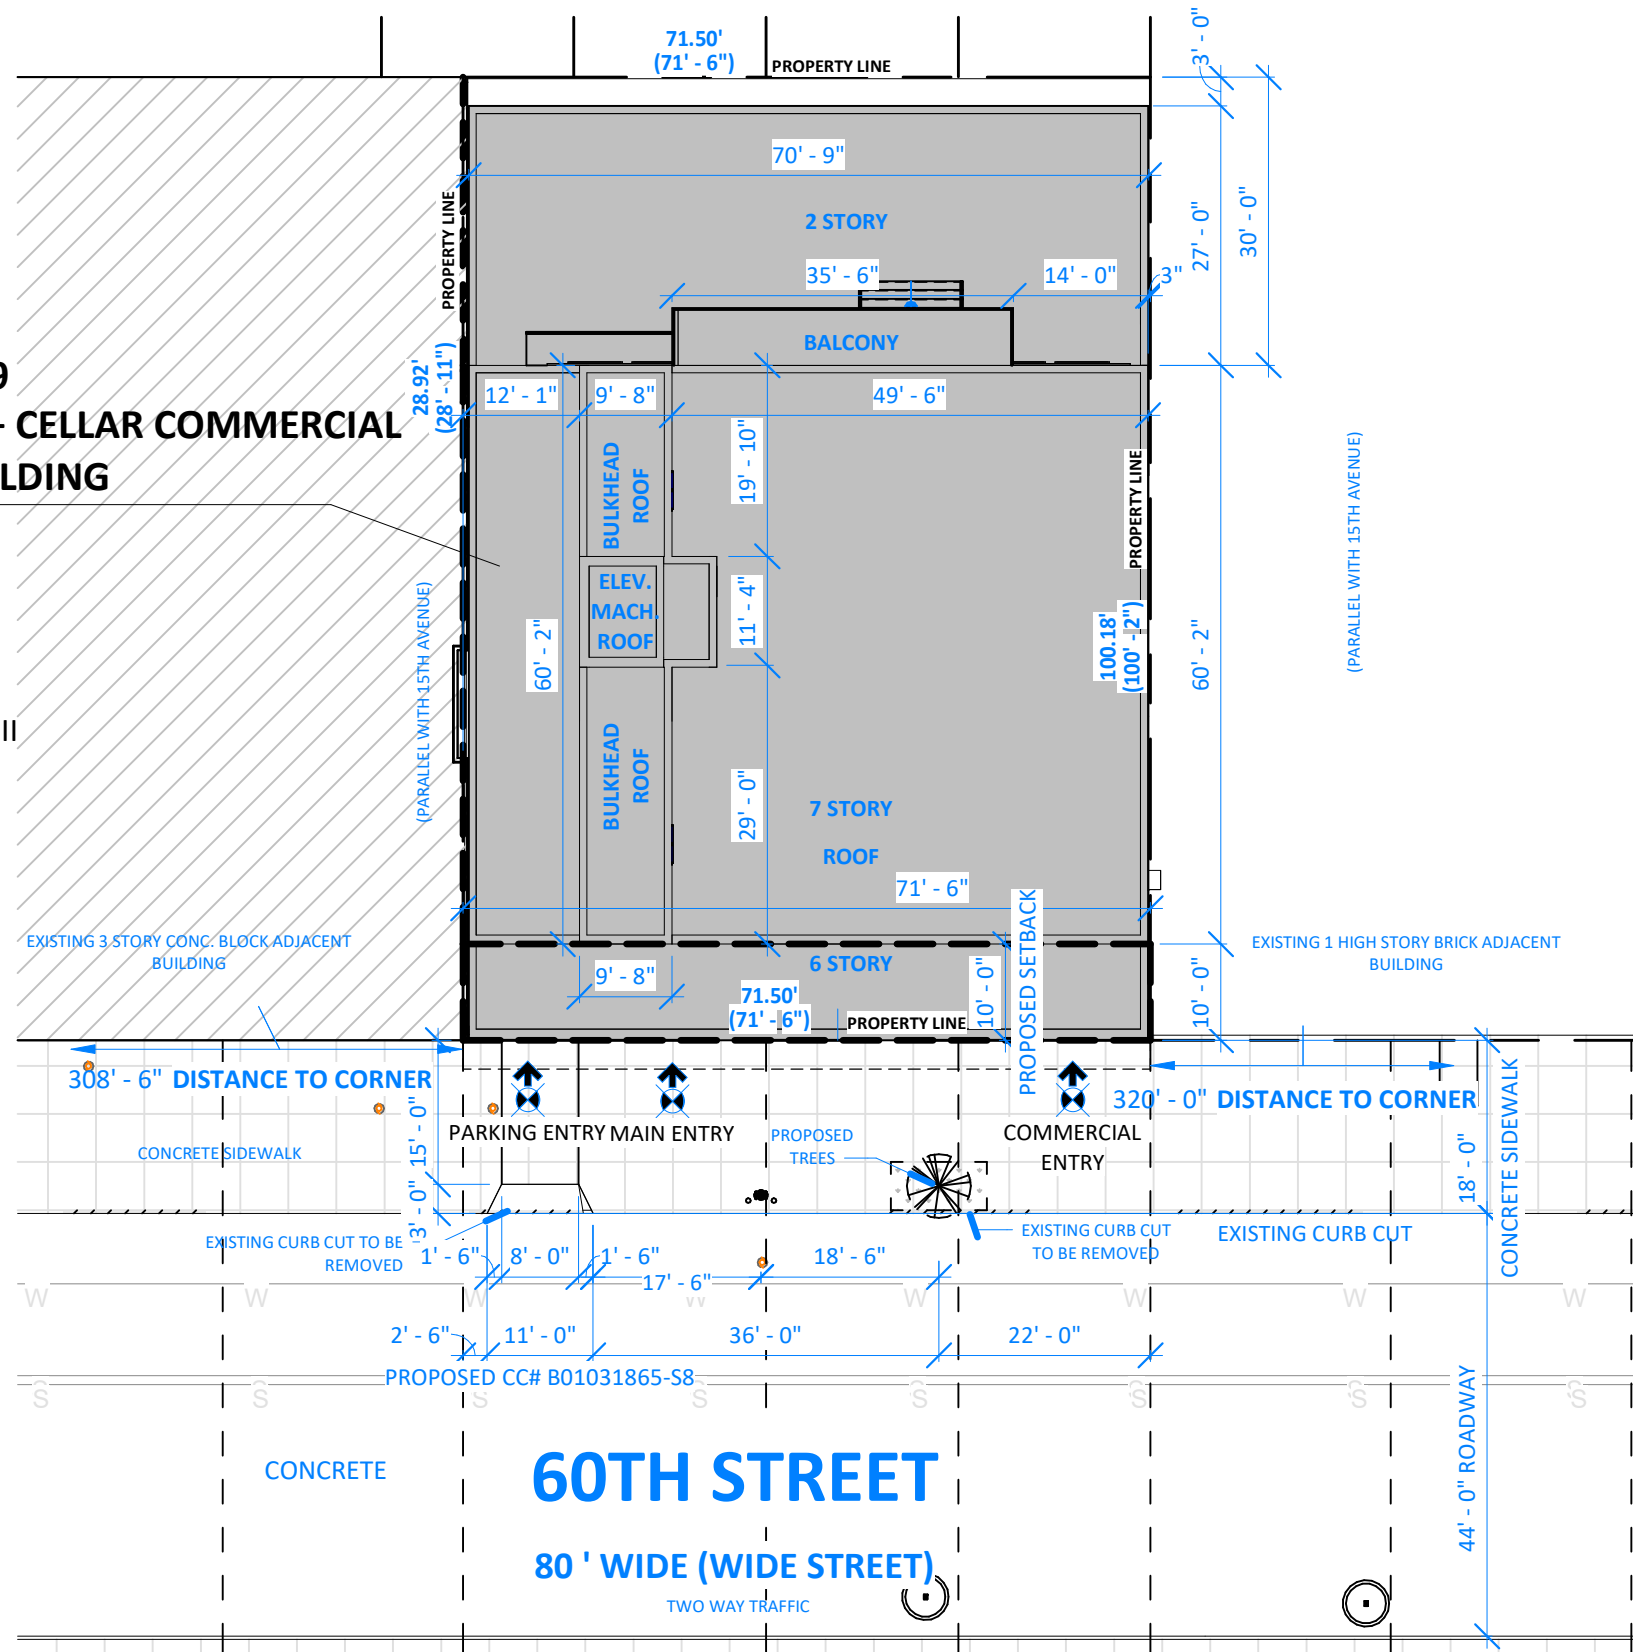 3' - 0"
71.50'
(71' - 6")
PROPERTY LINE
70' - 9"
PROPERTY LINE
2 STORY
27' - 0"
30' - 0"
35' - 6"
14' - 0"
3"
BALCONY
28.92'
(28' - 11")
12' - 1"
9' - 8"
49' - 6"
9
- CELLAR COMMERCIAL
LDING
BULKHEAD
ROOF
19' - 10"
PROPERTY LINE
(PARALLEL WITH 15TH AVENUE)
ELEV.
MACH.
ROOF
11' - 4"
60' - 2"
100.18'
(100' - 2")
60' - 2"
(PARALLEL WITH 15TH AVENUE)
II
BULKHEAD
ROOF
29' - 0"
7 STORY
ROOF
71' - 6"
PROPOSED SETBACK
EXISTING 3 STORY CONC. BLOCK ADJACENT
BUILDING
EXISTING 1 HIGH STORY BRICK ADJACENT
BUILDING
6 STORY
9' - 8"
10' - 0"
10' - 0"
71.50'
(71' - 6")
PROPERTY LINE
308' - 6" DISTANCE TO CORNER
320' - 0" DISTANCE TO CORNER
15' - 0"
PARKING ENTRY
MAIN ENTRY
COMMERCIAL
ENTRY
PROPOSED
TREES
CONCRETE SIDEWALK
18' - 0"
CONCRETE SIDEWALK
3' - 0"
EXISTING CURB CUT TO BE
REMOVED
EXISTING CURB CUT
TO BE REMOVED
EXISTING CURB CUT
1' - 6"
8' - 0"
1' - 6"
17' - 6"
18' - 6"
W
W
W
W
W
W
W
W
2' - 6"
11' - 0"
36' - 0"
22' - 0"
PROPOSED CC# B01031865-S8
S
S
S
S
S
S
S
S
44' - 0" ROADWAY
CONCRETE
60TH STREET
80 ' WIDE (WIDE STREET)
TWO WAY TRAFFIC